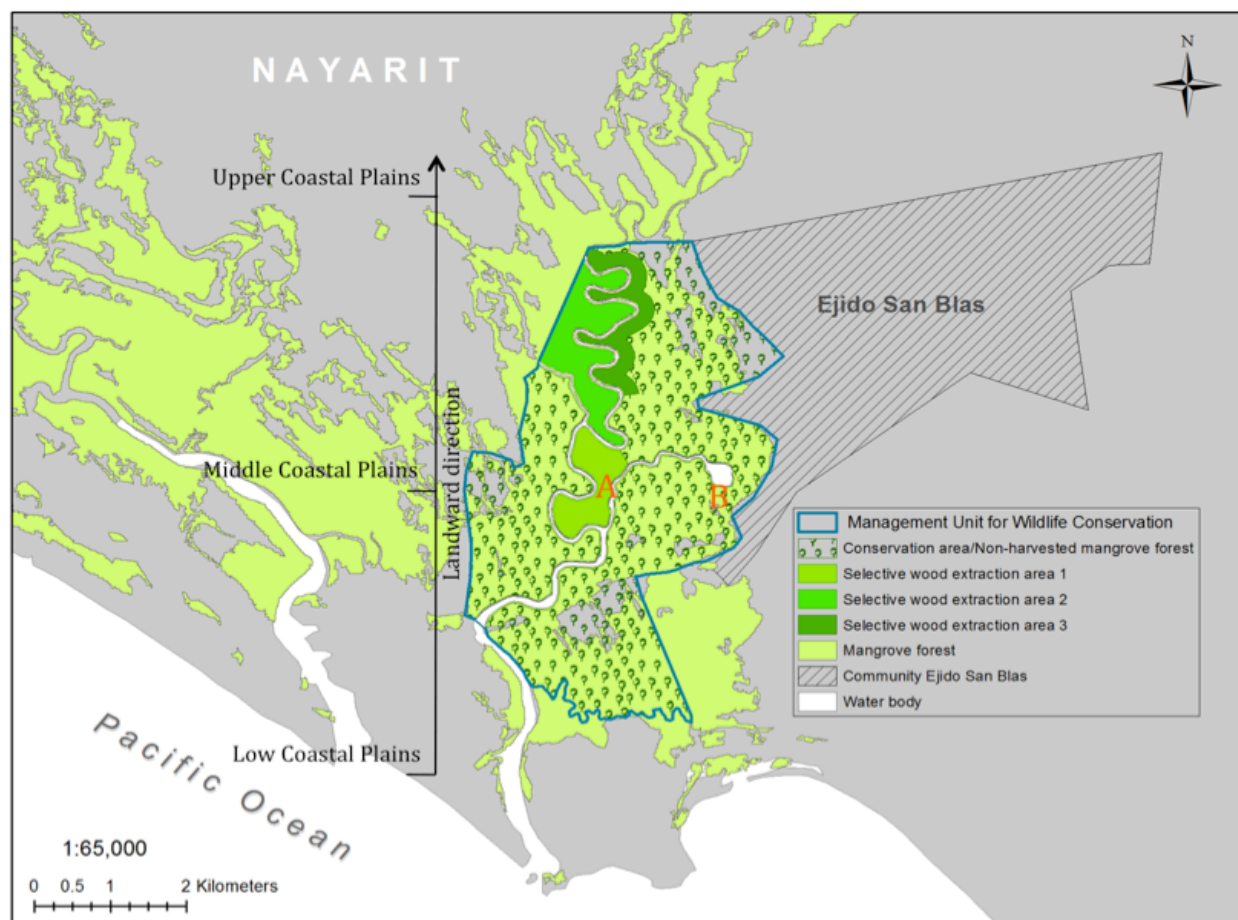 NAYARIT
N
Upper Coastal Plains
Ejido San Blas
Landward direction
Middle Coastal Plains
A
B
Management Unit for Wildlife Conservation
Conservation area/Non-harvested mangrove forest
Selective wood extraction area 1
Selective wood extraction area 2
Selective wood extraction area 3
Mangrove forest
Community Ejido San Blas
Water body
Low Coastal Plains
Pacific Ocean
1:65,000
0 0.5 1 2 Kilometers